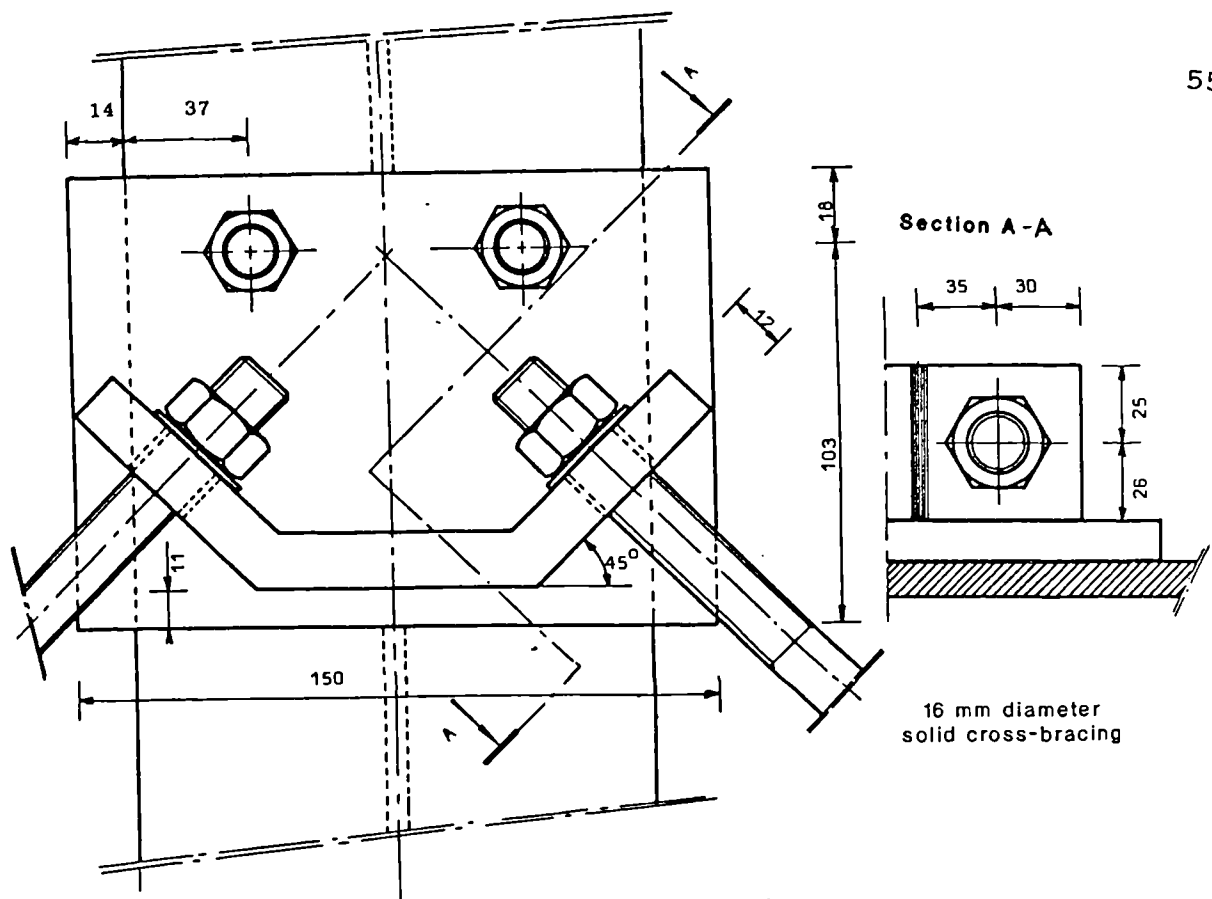 55
14
37
A
18
Section A-A
35
30
12
25
103
26
11
45°
150
A
16 mm diameter
solid cross-bracing